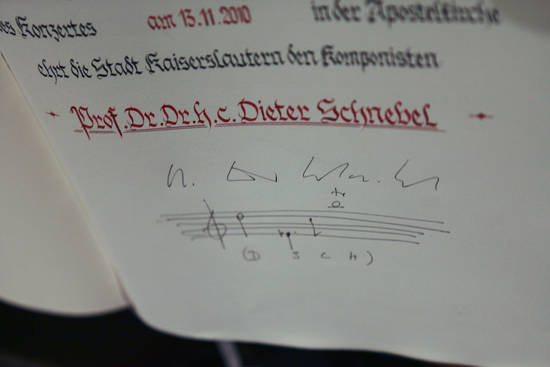 es Konzertes am 15.11.2010 in der Apostelkirche
ehrt die Stadt Kaiserslautern den Komponisten
Prof. Dr. Dr. h. c. Dieter Schnebel
(D S C H)